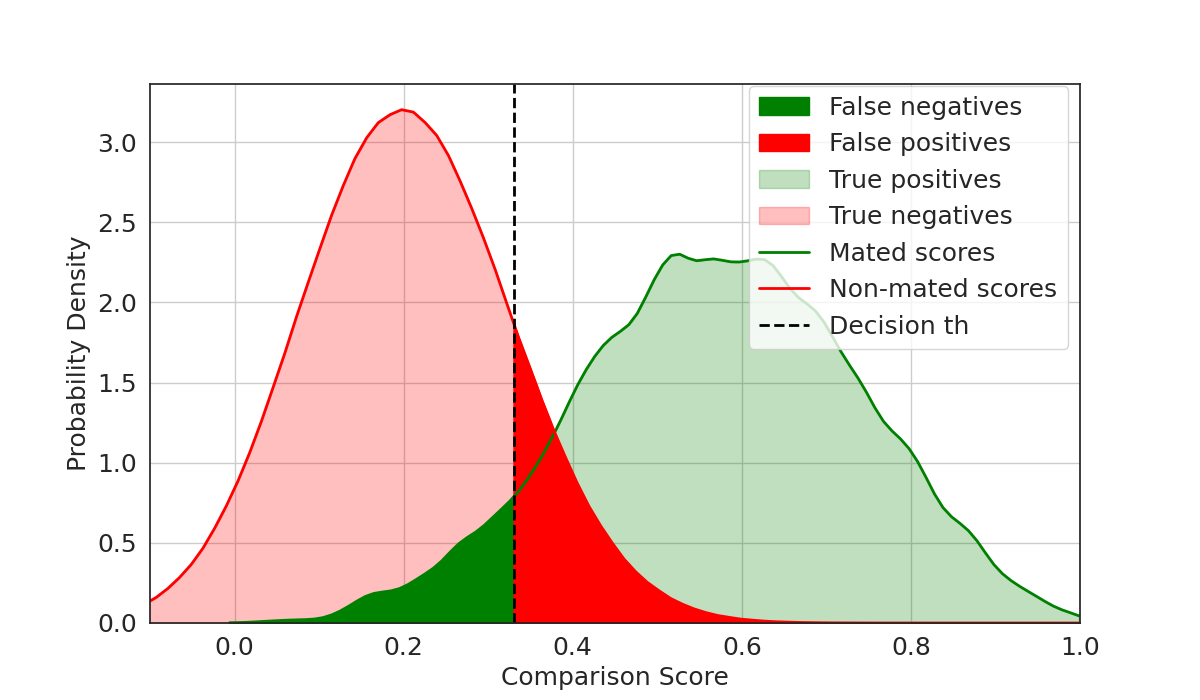 False negatives
False positives
True positives
True negatives
Mated scores
Non-mated scores
Decision th
Probability Density
3.0
2.5
2.0
1.5
1.0
0.5
0.0
0.0 0.2 0.4 0.6 0.8 1.0
Comparison Score